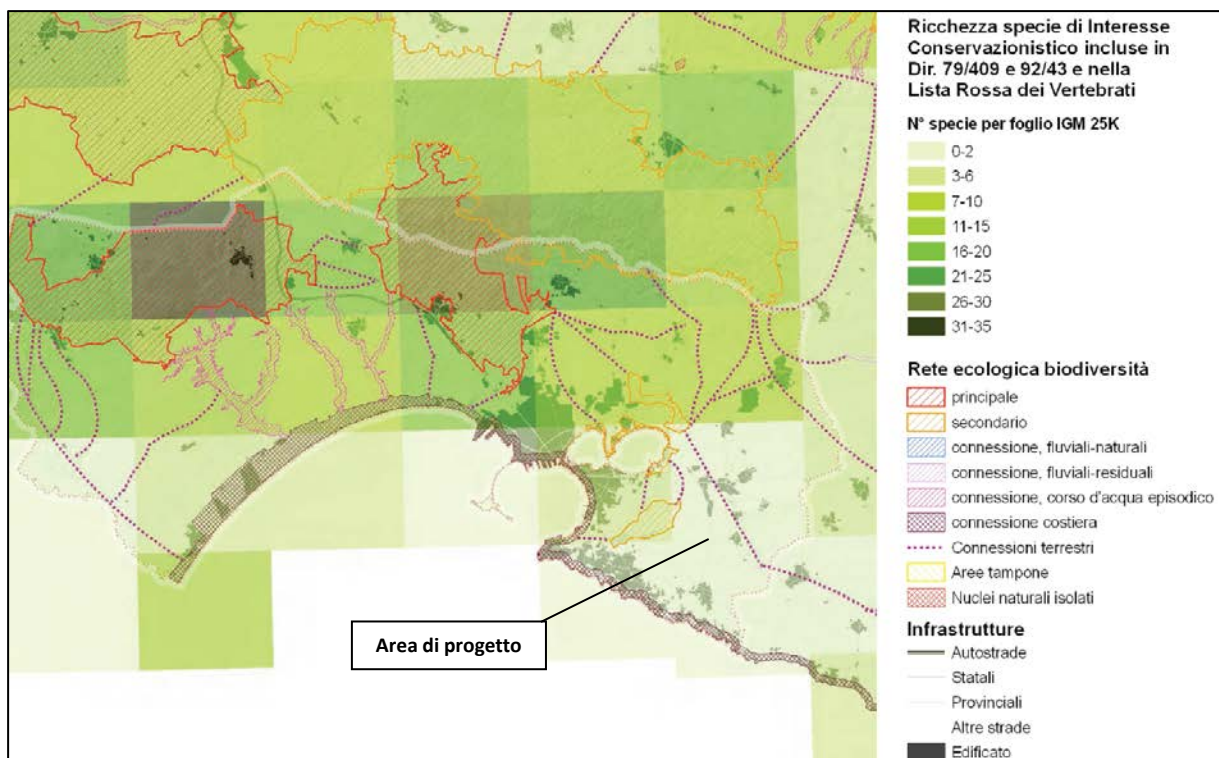 Ricchezza specie di Interesse
Conservazionistico incluse in
Dir. 79/409 e 92/43 e nella
Lista Rossa dei Vertebrati
N° specie per foglio IGM 25K
0-2
3-6
7-10
11-15
16-20
21-25
26-30
31-35
Rete ecologica biodiversità
principale
secondario
connessione, fluviali-naturali
connessione, fluviali-residuali
connessione, corso d'acqua episodico
connessione costiera
Connessioni terrestri
Aree tampone
Nuclei naturali isolati
Infrastrutture
Autostrade
Statali
Provinciali
Altre strade
Edificato
Area di progetto